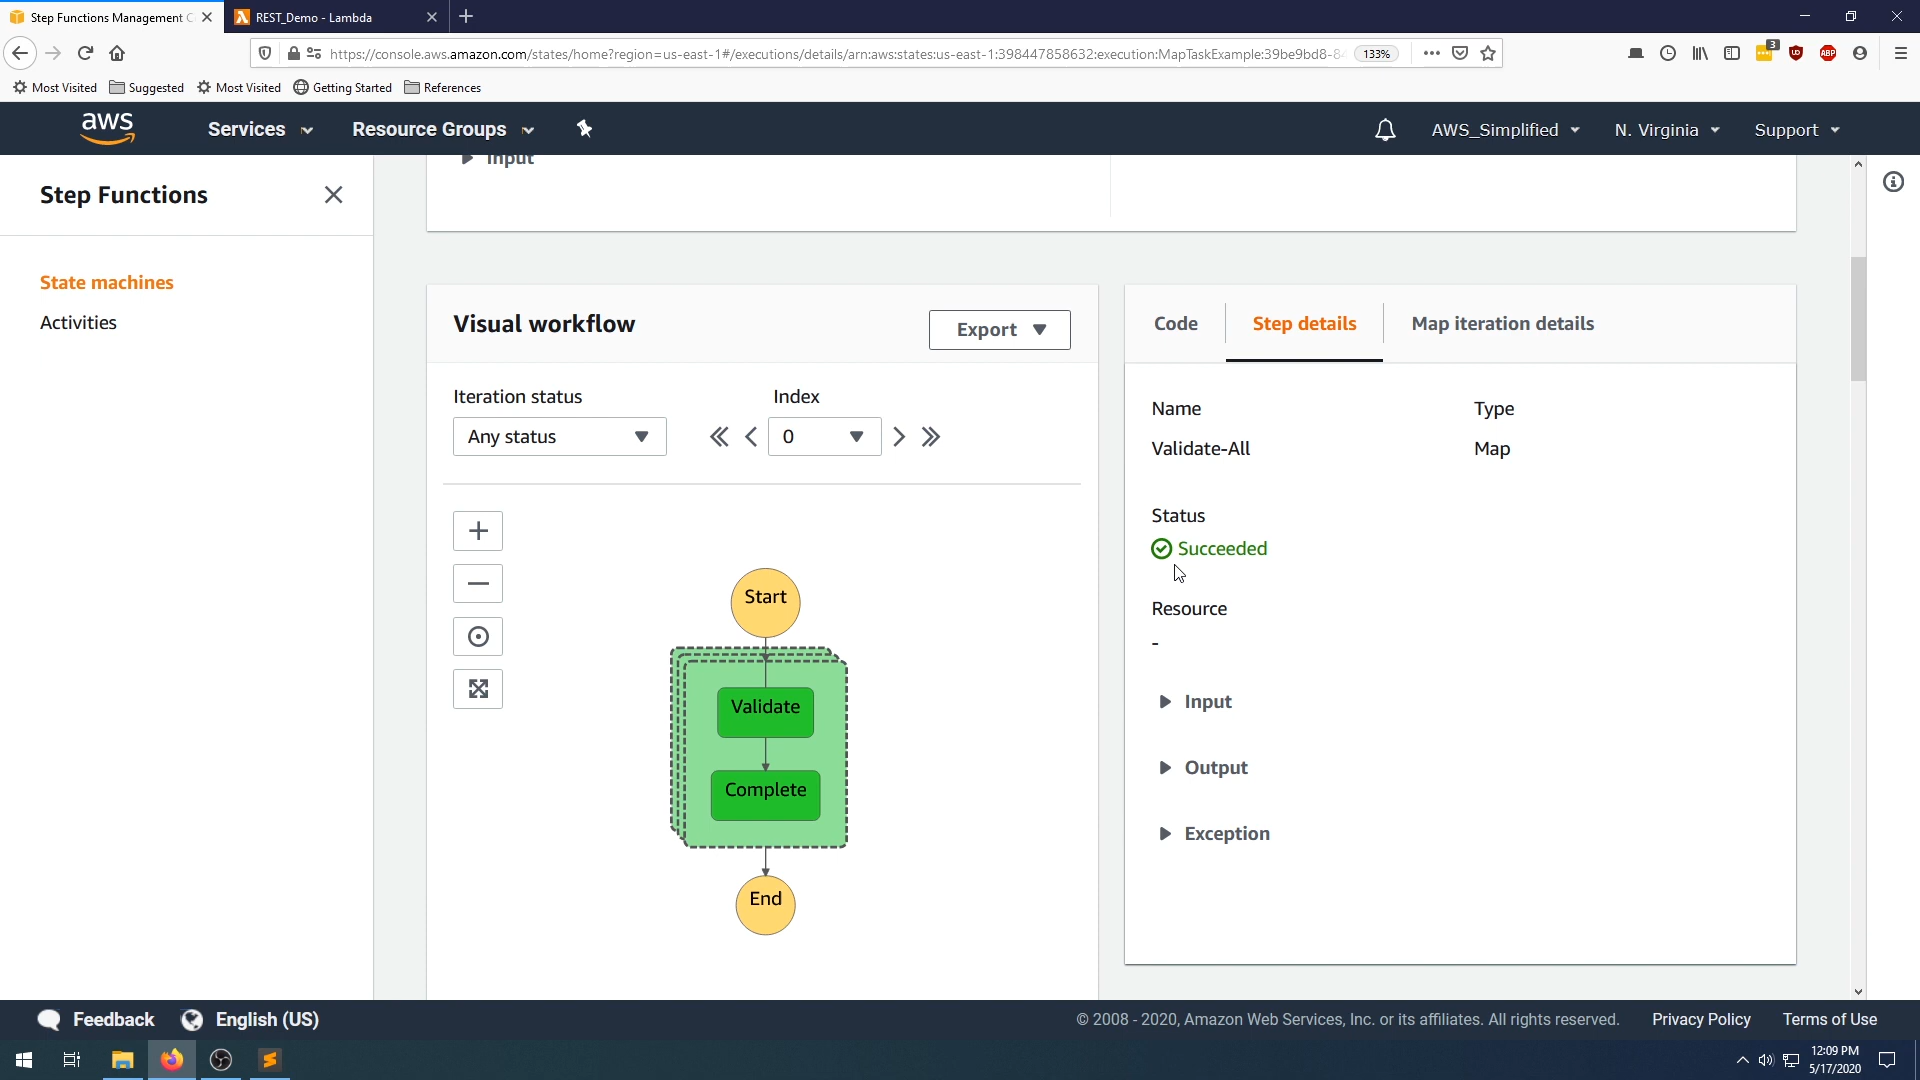 Step Functions Management C
REST_Demo - Lambda
https://console.aws.amazon.com/states/home?region=us-east-1#/executions/details/arn:aws:states:us-east-1:398447858632:execution:MapTaskExample:39be9bd8-8
133%
3
ABP
Most Visited
Suggested
Most Visited
Getting Started
References
aws
Services
Resource Groups
AWS_Simplified
N. Virginia
Support
Step Functions
State machines
Activities
Input
Visual workflow
Export
Iteration status
Index
Any status
0
Start
Validate
Complete
End
Code
Step details
Map iteration details
Name
Type
Validate-All
Map
Status
Succeeded
Resource
-
Input
Output
Exception
Feedback
English (US)
© 2008 - 2020, Amazon Web Services, Inc. or its affiliates. All rights reserved.
Privacy Policy
Terms of Use
12:09 PM
5/17/2020